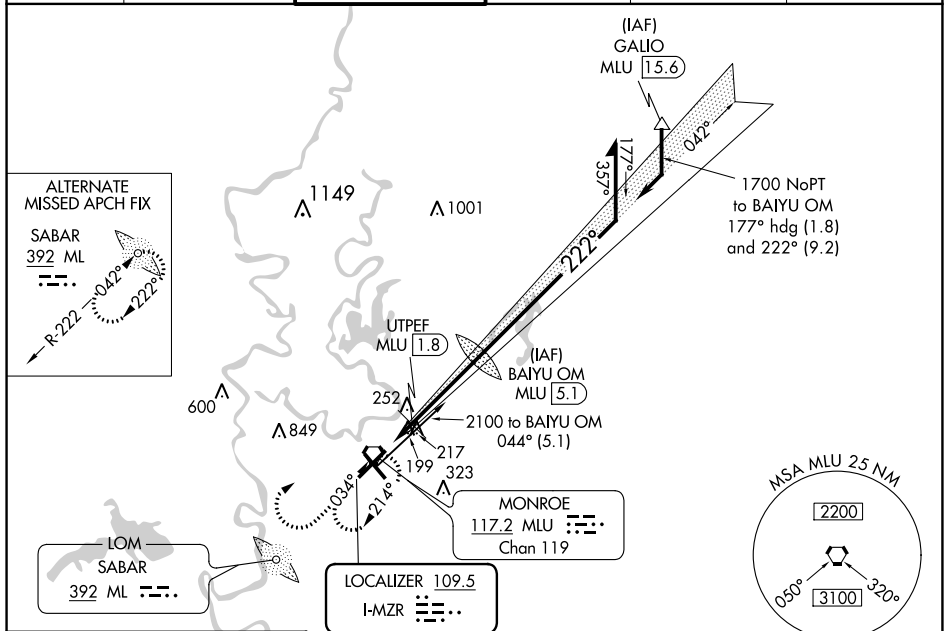 (IAF)
GALIO
MLU 15.6
042°
177°
357°
1700 NoPT
to BAIYU OM
177° hdg (1.8)
and 222° (9.2)
ALTERNATE
MISSED APCH FIX
SABAR
392 ML
042°
222°
R-222
1149
1001
222°
UTPEF
MLU 1.8
(IAF)
BAIYU OM
MLU 5.1
252
600
849
2100 to BAIYU OM
044° (5.1)
217
199
323
034°
214°
MONROE
117.2 MLU
Chan 119
LOM
SABAR
392 ML
LOCALIZER 109.5
I-MZR
MSA MLU 25 NM
2200
050°
320°
3100